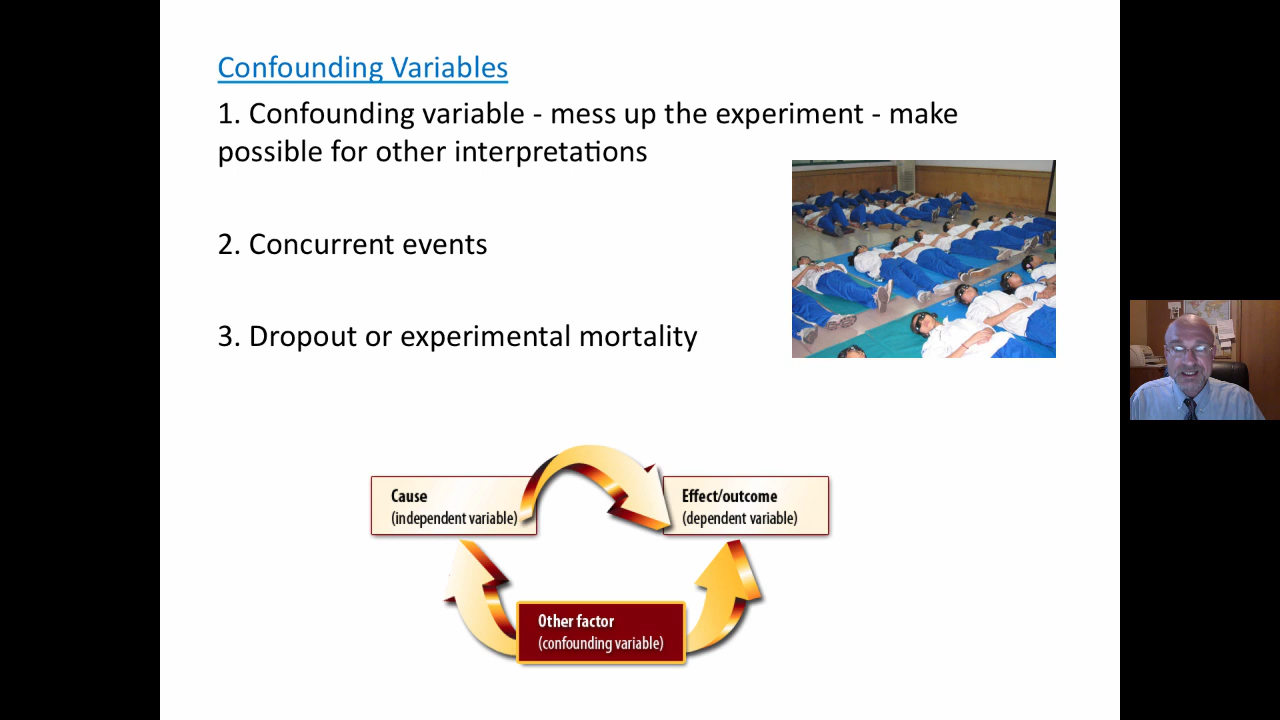 Confounding Variables
1. Confounding variable - mess up the experiment - make
possible for other interpretations
2. Concurrent events
3. Dropout or experimental mortality
Cause
(independent variable)
Effect/outcome
(dependent variable)
Other factor
(confounding variable)